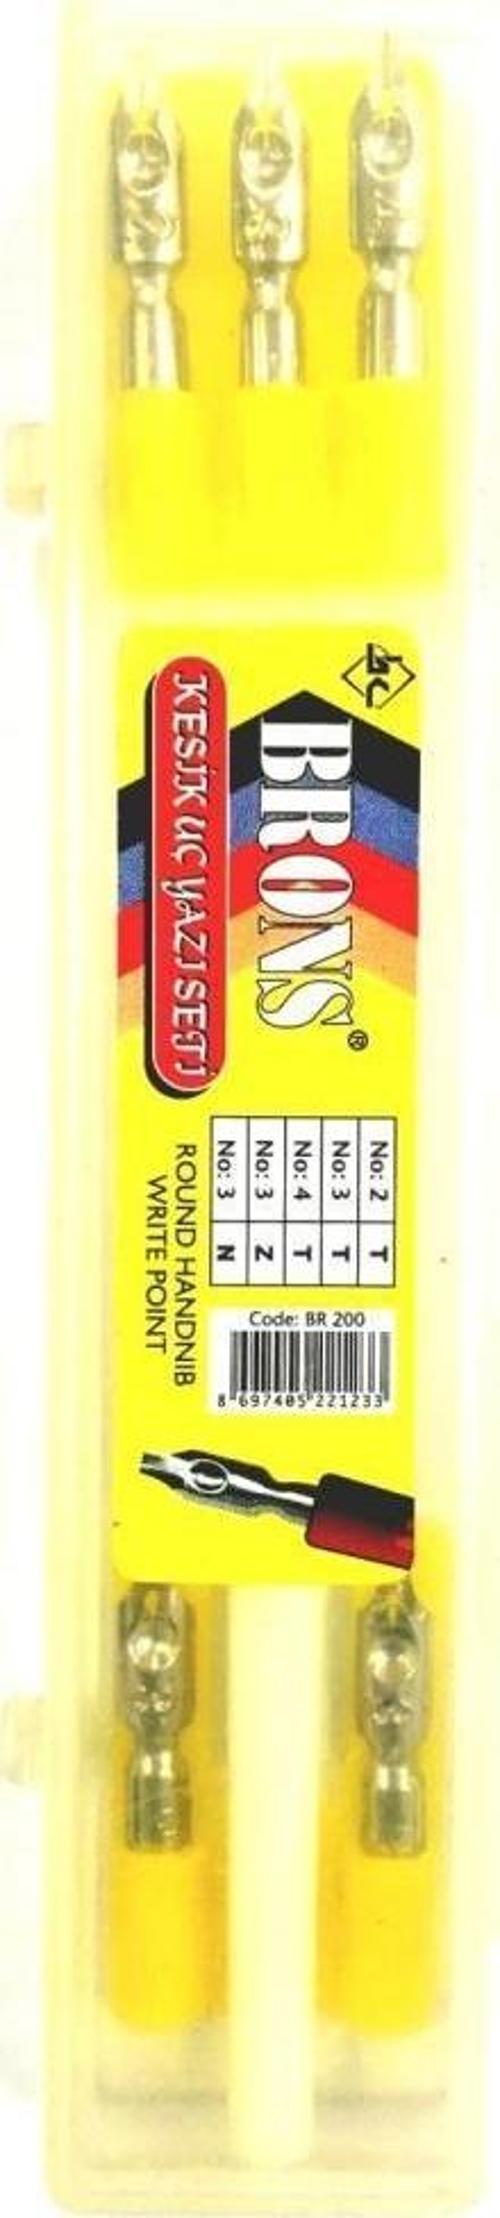 BRONS®
KESİK UÇ YAZI SETİ
No: 2 T
No: 3 T
No: 4 T
No: 3 Z
No: 3 N
ROUND HANDNIB
WRITE POINT
Code: BR 200
8 697405 221233